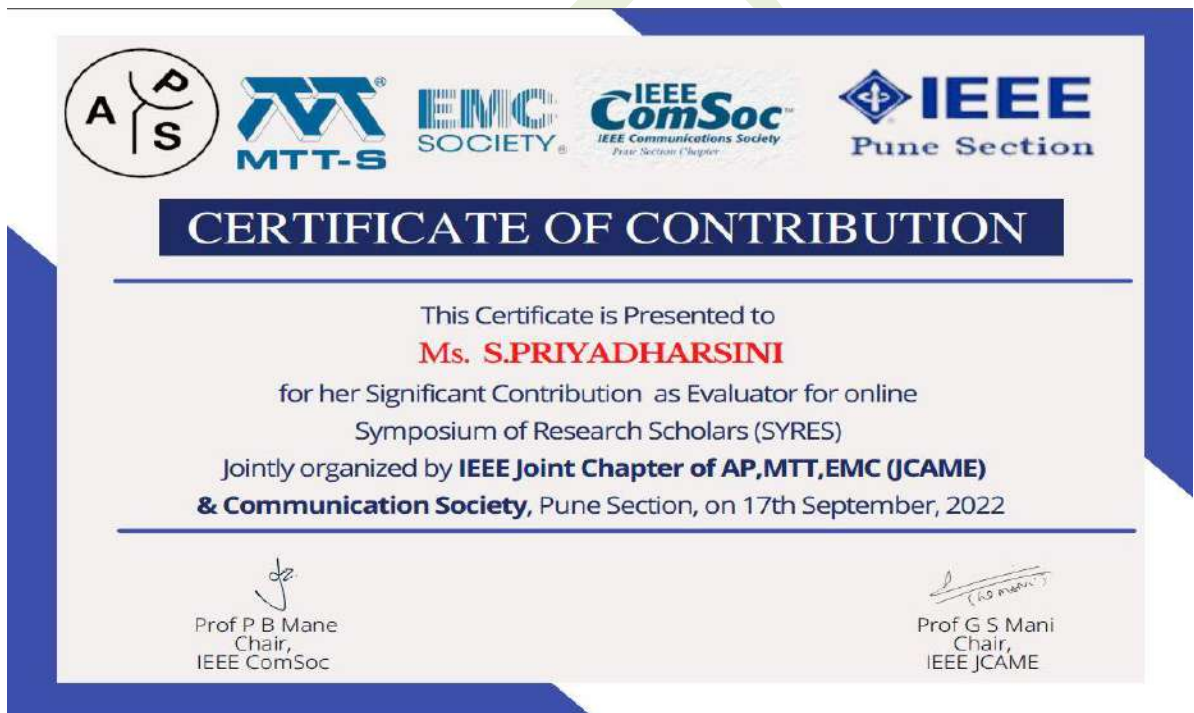 A P S
MTT-S®
EMC SOCIETY®
IEEE ComSoc™
IEEE Communications Society
Pune Section Chapter
IEEE
Pune Section
CERTIFICATE OF CONTRIBUTION
This Certificate is Presented to
Ms. S.PRIYADHARSINI
for her Significant Contribution as Evaluator for online
Symposium of Research Scholars (SYRES)
Jointly organized by IEEE Joint Chapter of AP,MTT,EMC (JCAME)
& Communication Society, Pune Section, on 17th September, 2022
Prof P B Mane
Chair,
IEEE ComSoc
Prof G S Mani
Chair,
IEEE JCAME